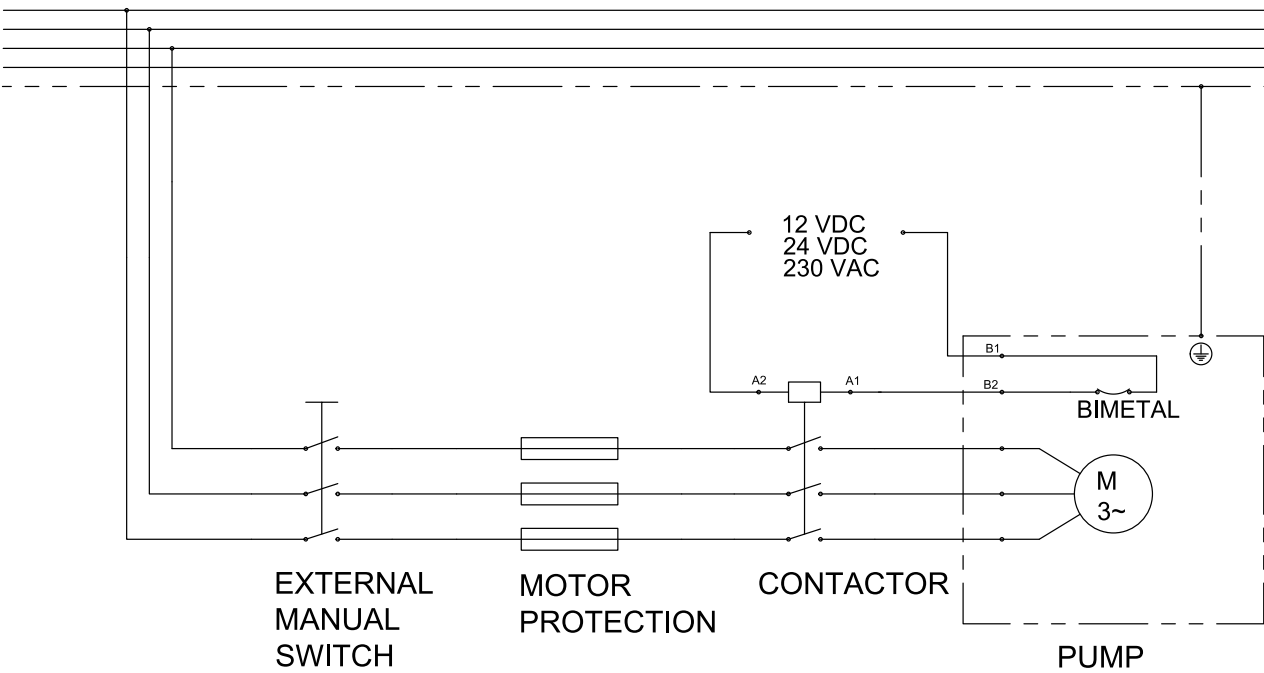 12 VDC
24 VDC
230 VAC
B1
A2
A1
B2
BIMETAL
M
3~
EXTERNAL
MANUAL
SWITCH
MOTOR
PROTECTION
CONTACTOR
PUMP